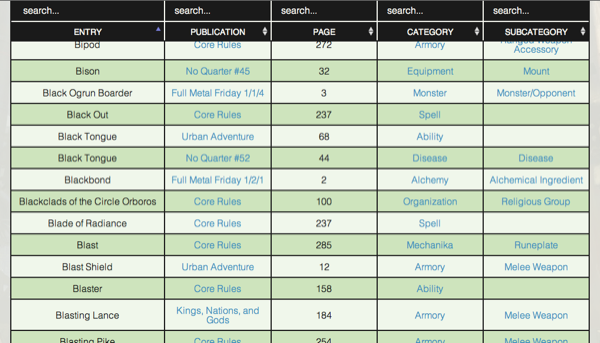 search... search... search... search... search...
ENTRY PUBLICATION PAGE CATEGORY SUBCATEGORY
Bipod Core Rules 272 Armory Ranged Weapon Accessory
Bison No Quarter #45 32 Equipment Mount
Black Ogrun Boarder Full Metal Friday 1/1/4 3 Monster Monster/Opponent
Black Out Core Rules 237 Spell
Black Tongue Urban Adventure 68 Ability
Black Tongue No Quarter #52 44 Disease Disease
Blackbond Full Metal Friday 1/2/1 2 Alchemy Alchemical Ingredient
Blackclads of the Circle Orboros Core Rules 100 Organization Religious Group
Blade of Radiance Core Rules 237 Spell
Blast Core Rules 285 Mechanika Runeplate
Blast Shield Urban Adventure 12 Armory Melee Weapon
Blaster Core Rules 158 Ability
Blasting Lance Kings, Nations, and Gods 184 Armory Melee Weapon
Blasting Pike Core Rules 254 Armory Melee Weapon